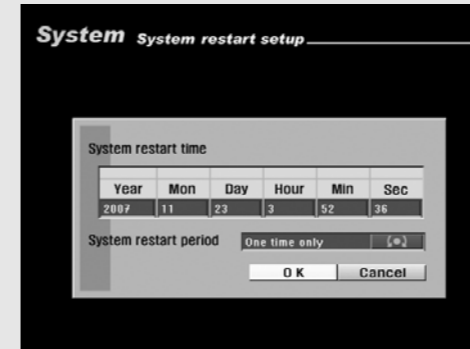 System System restart setup
System restart time
Year Mon Day Hour Min Sec
2007 11 23 3 52 36
System restart period One time only
OK Cancel